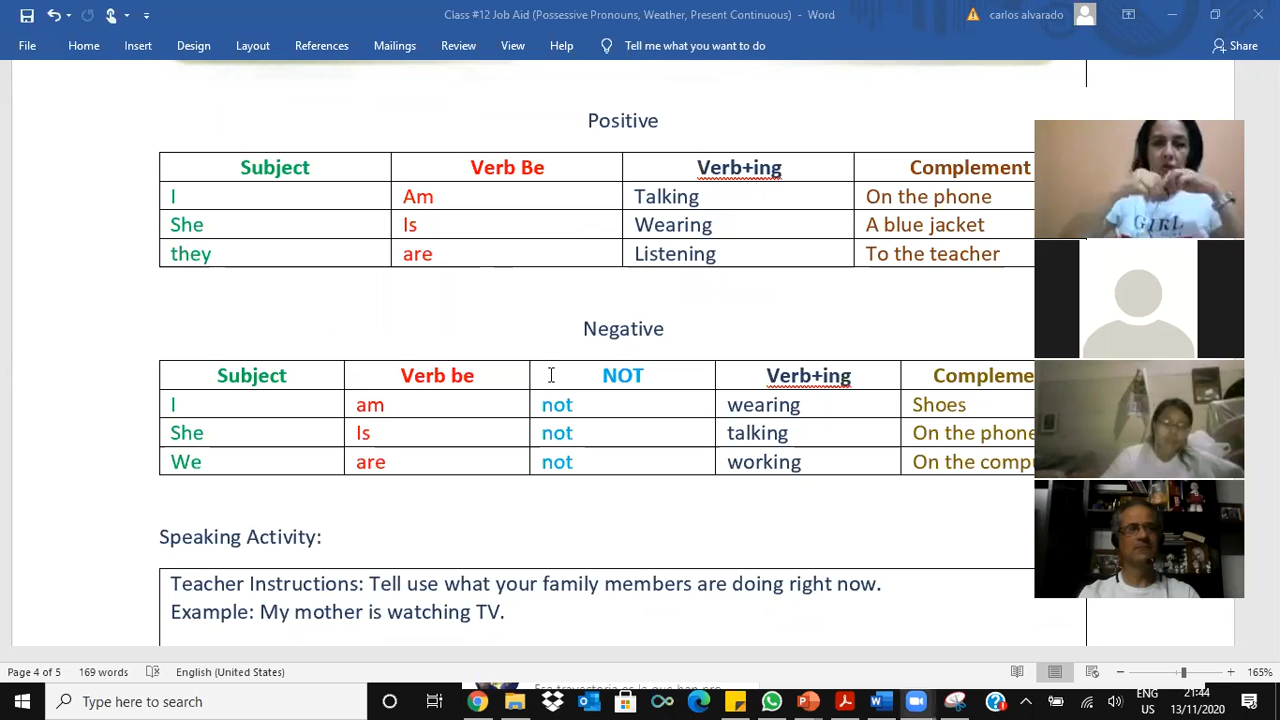 Class #12 Job Aid (Possessive Pronouns, Weather, Present Continuous) - Word
carlos alvarado
File Home Insert Design Layout References Mailings Review View Help Tell me what you want to do Share
Positive
Subject Verb Be Verb+ing Complement
I Am Talking On the phone
She Is Wearing A blue jacket
they are Listening To the teacher
GIRL
Negative
Subject Verb be NOT Verb+ing Compleme
I am not wearing Shoes
She Is not talking On the phone
We are not working On the comp
Speaking Activity:
Teacher Instructions: Tell use what your family members are doing right now.
Example: My mother is watching TV.
Page 4 of 5 169 words English (United States) 165%
Type here to search
ENG
US
21:44
13/11/2020